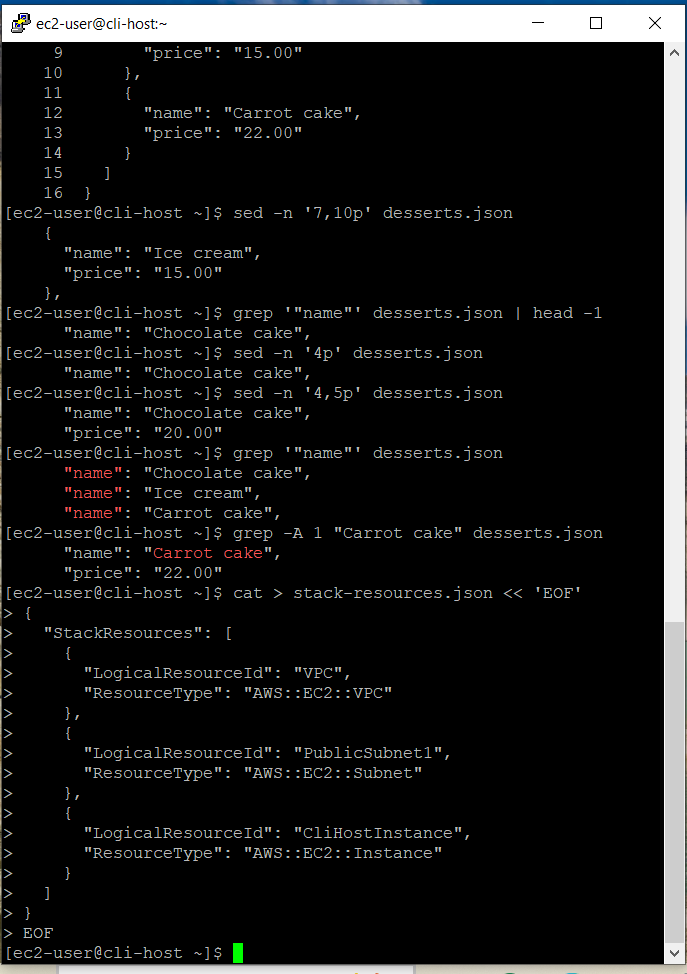 ec2-user@cli-host:~
     9        "price": "15.00"
    10      },
    11      {
    12        "name": "Carrot cake",
    13        "price": "22.00"
    14      }
    15    ]
    16  }
[ec2-user@cli-host ~]$ sed -n '7,10p' desserts.json
    {
      "name": "Ice cream",
      "price": "15.00"
    },
[ec2-user@cli-host ~]$ grep '"name"' desserts.json | head -1
      "name": "Chocolate cake",
[ec2-user@cli-host ~]$ sed -n '4p' desserts.json
      "name": "Chocolate cake",
[ec2-user@cli-host ~]$ sed -n '4,5p' desserts.json
      "name": "Chocolate cake",
      "price": "20.00"
[ec2-user@cli-host ~]$ grep '"name"' desserts.json
      "name": "Chocolate cake",
      "name": "Ice cream",
      "name": "Carrot cake",
[ec2-user@cli-host ~]$ grep -A 1 "Carrot cake" desserts.json
      "name": "Carrot cake",
      "price": "22.00"
[ec2-user@cli-host ~]$ cat > stack-resources.json << 'EOF'
> {
>   "StackResources": [
>     {
>       "LogicalResourceId": "VPC",
>       "ResourceType": "AWS::EC2::VPC"
>     },
>     {
>       "LogicalResourceId": "PublicSubnet1",
>       "ResourceType": "AWS::EC2::Subnet"
>     },
>     {
>       "LogicalResourceId": "CliHostInstance",
>       "ResourceType": "AWS::EC2::Instance"
>     }
>   ]
> }
> EOF
[ec2-user@cli-host ~]$